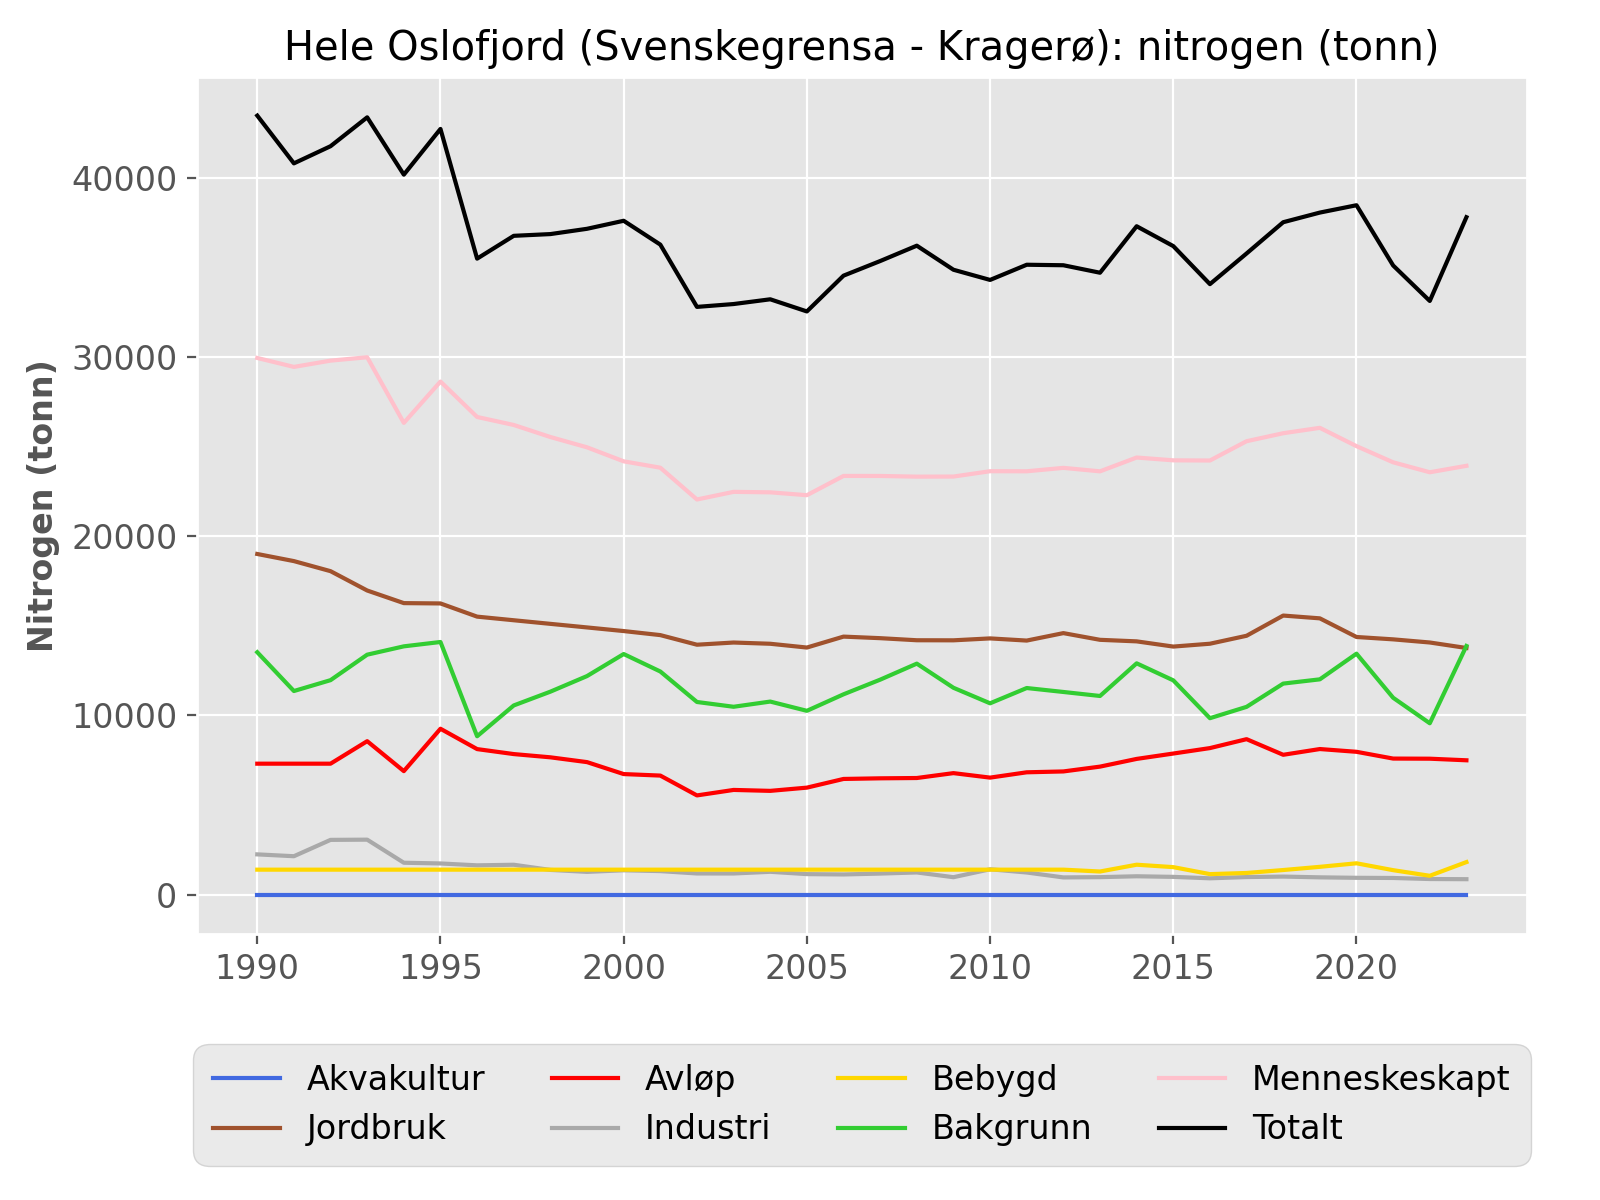 Hele Oslofjord (Svenskegrensa - Kragerø): nitrogen (tonn)
Nitrogen (tonn)
40000
30000
20000
10000
0
1990 1995 2000 2005 2010 2015 2020
Akvakultur Avløp Bebygd Menneskeskapt
Jordbruk Industri Bakgrunn Totalt